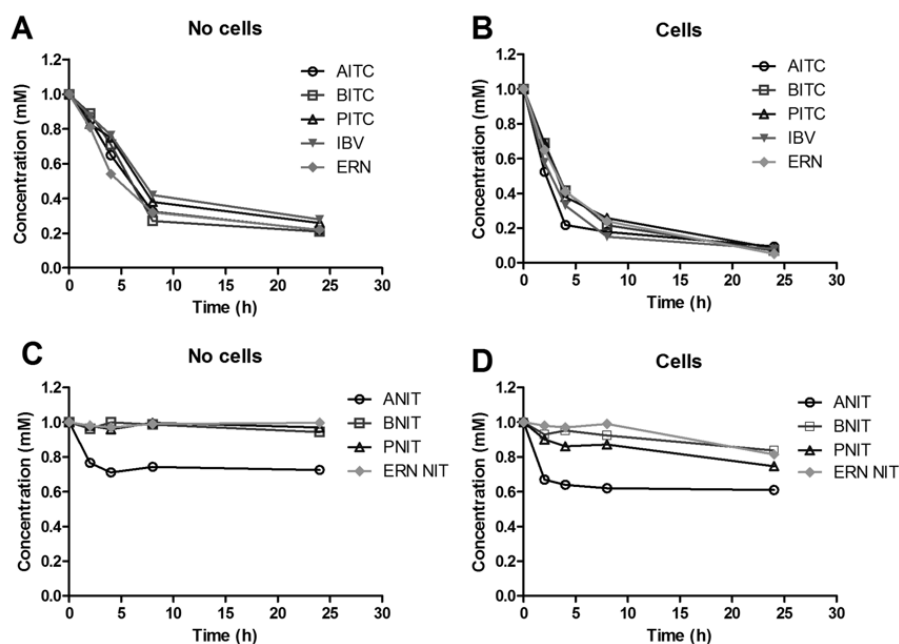 A
No cells
Concentration (mM)
1.2
1.0
0.8
0.6
0.4
0.2
0.0
0 5 10 15 20 25 30
Time (h)
AITC
BITC
PITC
IBV
ERN
B
Cells
Concentration (mM)
1.2
1.0
0.8
0.6
0.4
0.2
0.0
0 5 10 15 20 25 30
Time (h)
AITC
BITC
PITC
IBV
ERN
C
No cells
Concentration (mM)
1.2
1.0
0.8
0.6
0.4
0.2
0.0
0 5 10 15 20 25 30
Time (h)
ANIT
BNIT
PNIT
ERN NIT
D
Cells
Concentration (mM)
1.2
1.0
0.8
0.6
0.4
0.2
0.0
0 5 10 15 20 25 30
Time (h)
ANIT
BNIT
PNIT
ERN NIT